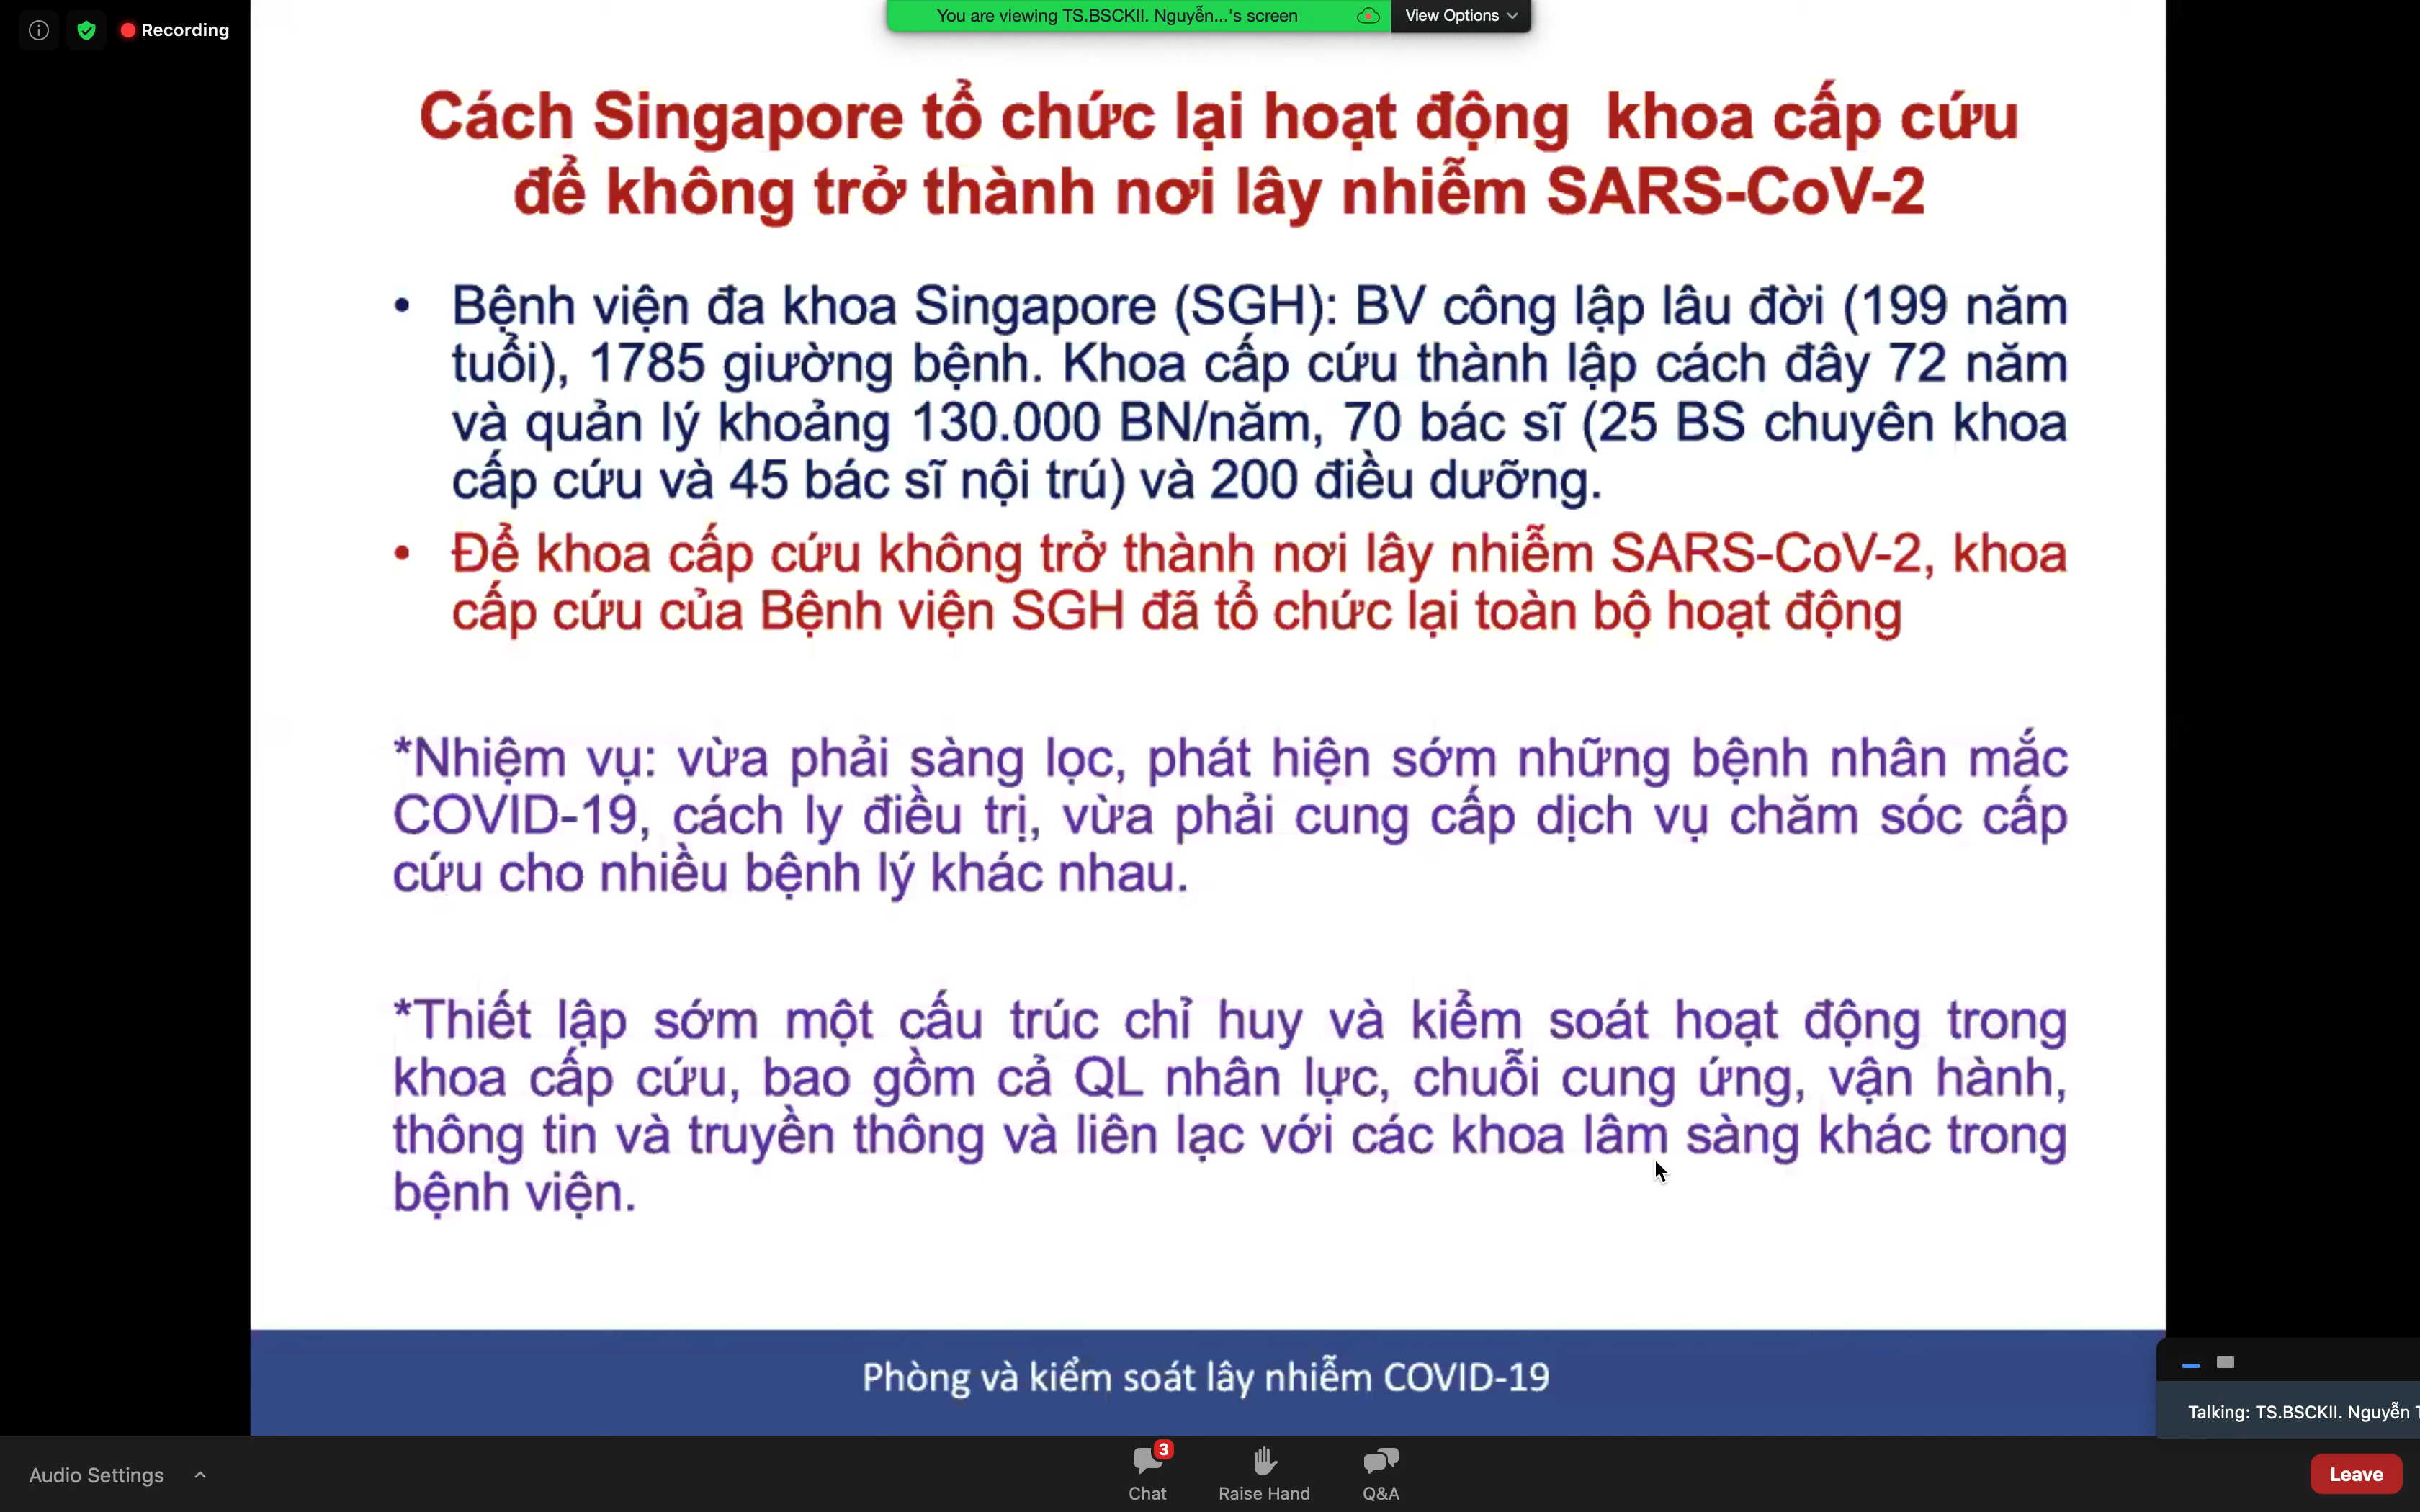 Recording
You are viewing TS.BSCKII. Nguyễn...'s screen
View Options
Cách Singapore tổ chức lại hoạt động khoa cấp cứu
để không trở thành nơi lây nhiễm SARS-CoV-2
• Bệnh viện đa khoa Singapore (SGH): BV công lập lâu đời (199 năm
tuổi), 1785 giường bệnh. Khoa cấp cứu thành lập cách đây 72 năm
và quản lý khoảng 130.000 BN/năm, 70 bác sĩ (25 BS chuyên khoa
cấp cứu và 45 bác sĩ nội trú) và 200 điều dưỡng.
• Để khoa cấp cứu không trở thành nơi lây nhiễm SARS-CoV-2, khoa
cấp cứu của Bệnh viện SGH đã tổ chức lại toàn bộ hoạt động
*Nhiệm vụ: vừa phải sàng lọc, phát hiện sớm những bệnh nhân mắc
COVID-19, cách ly điều trị, vừa phải cung cấp dịch vụ chăm sóc cấp
cứu cho nhiều bệnh lý khác nhau.
*Thiết lập sớm một cấu trúc chỉ huy và kiểm soát hoạt động trong
khoa cấp cứu, bao gồm cả QL nhân lực, chuỗi cung ứng, vận hành,
thông tin và truyền thông và liên lạc với các khoa lâm sàng khác trong
bệnh viện.
Phòng và kiểm soát lây nhiễm COVID-19
Talking: TS.BSCKII. Nguyễn T
Audio Settings
3
Chat
Raise Hand
Q&A
Leave